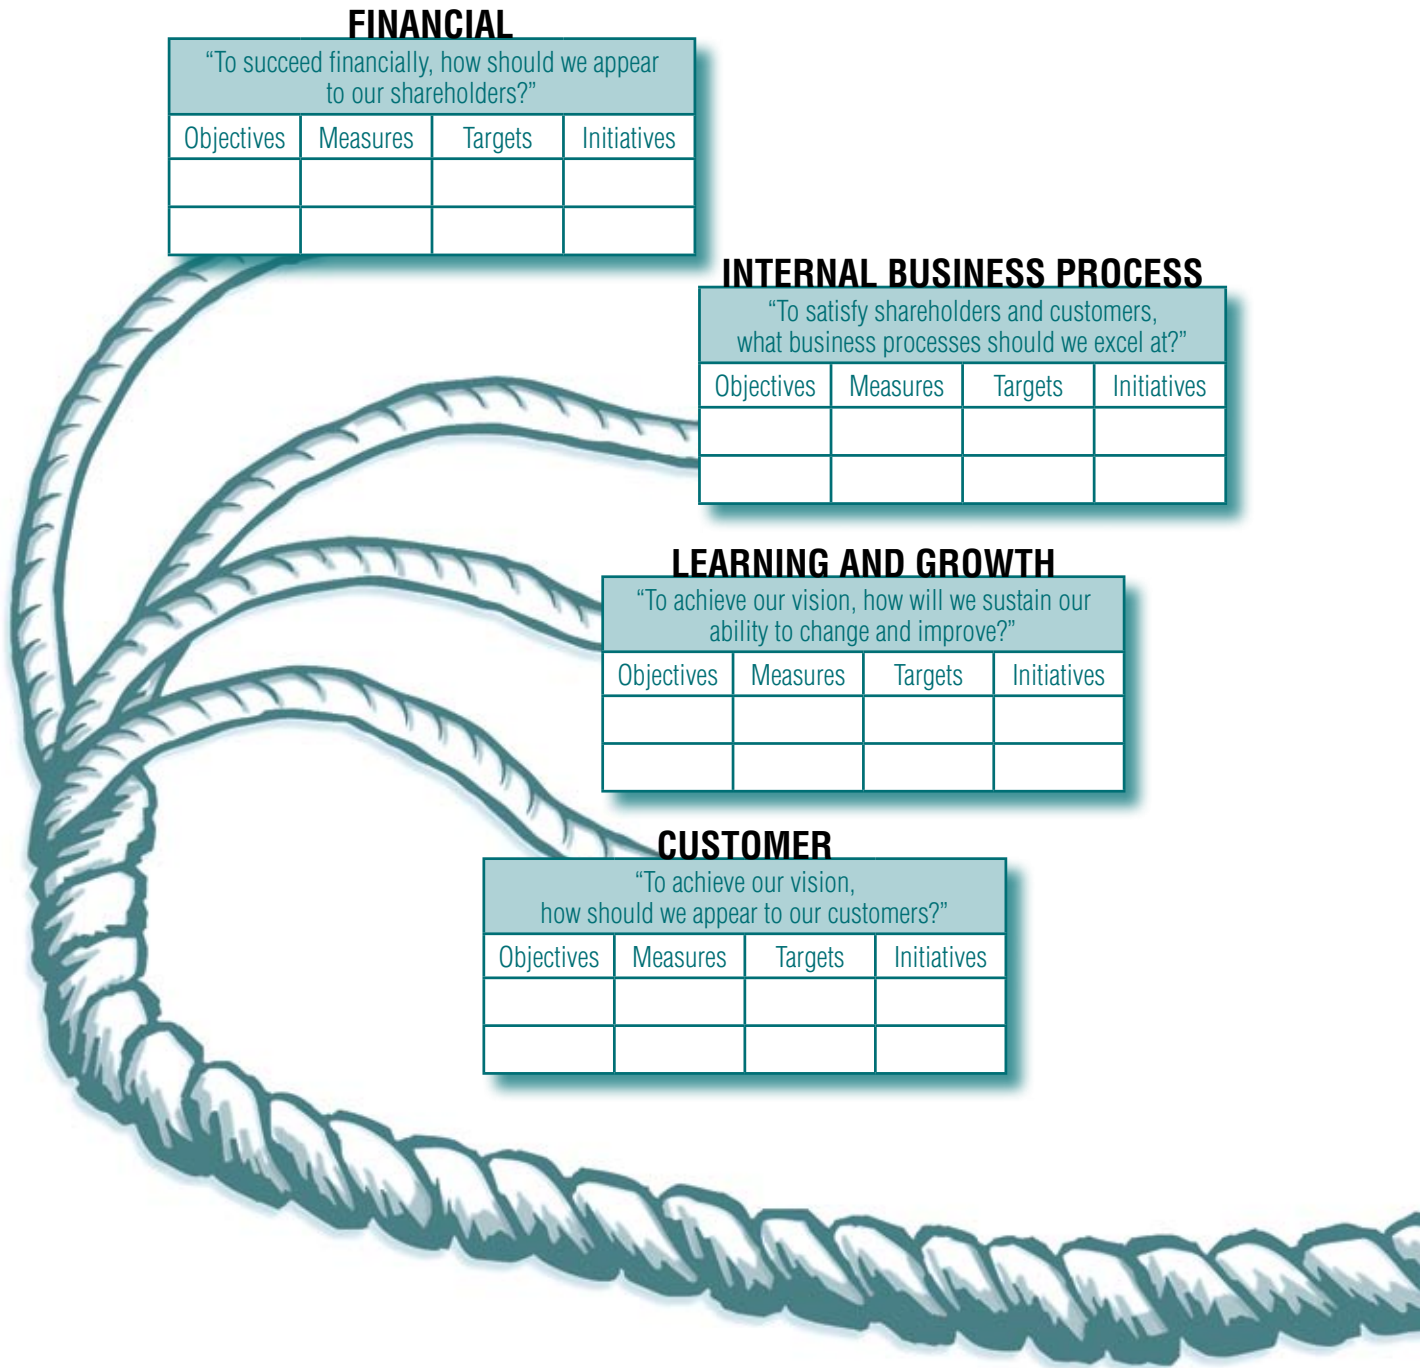 FINANCIAL
“To succeed financially, how should we appear
to our shareholders?”
Objectives Measures Targets Initiatives
INTERNAL BUSINESS PROCESS
“To satisfy shareholders and customers,
what business processes should we excel at?”
Objectives Measures Targets Initiatives
LEARNING AND GROWTH
“To achieve our vision, how will we sustain our
ability to change and improve?”
Objectives Measures Targets Initiatives
CUSTOMER
“To achieve our vision,
how should we appear to our customers?”
Objectives Measures Targets Initiatives